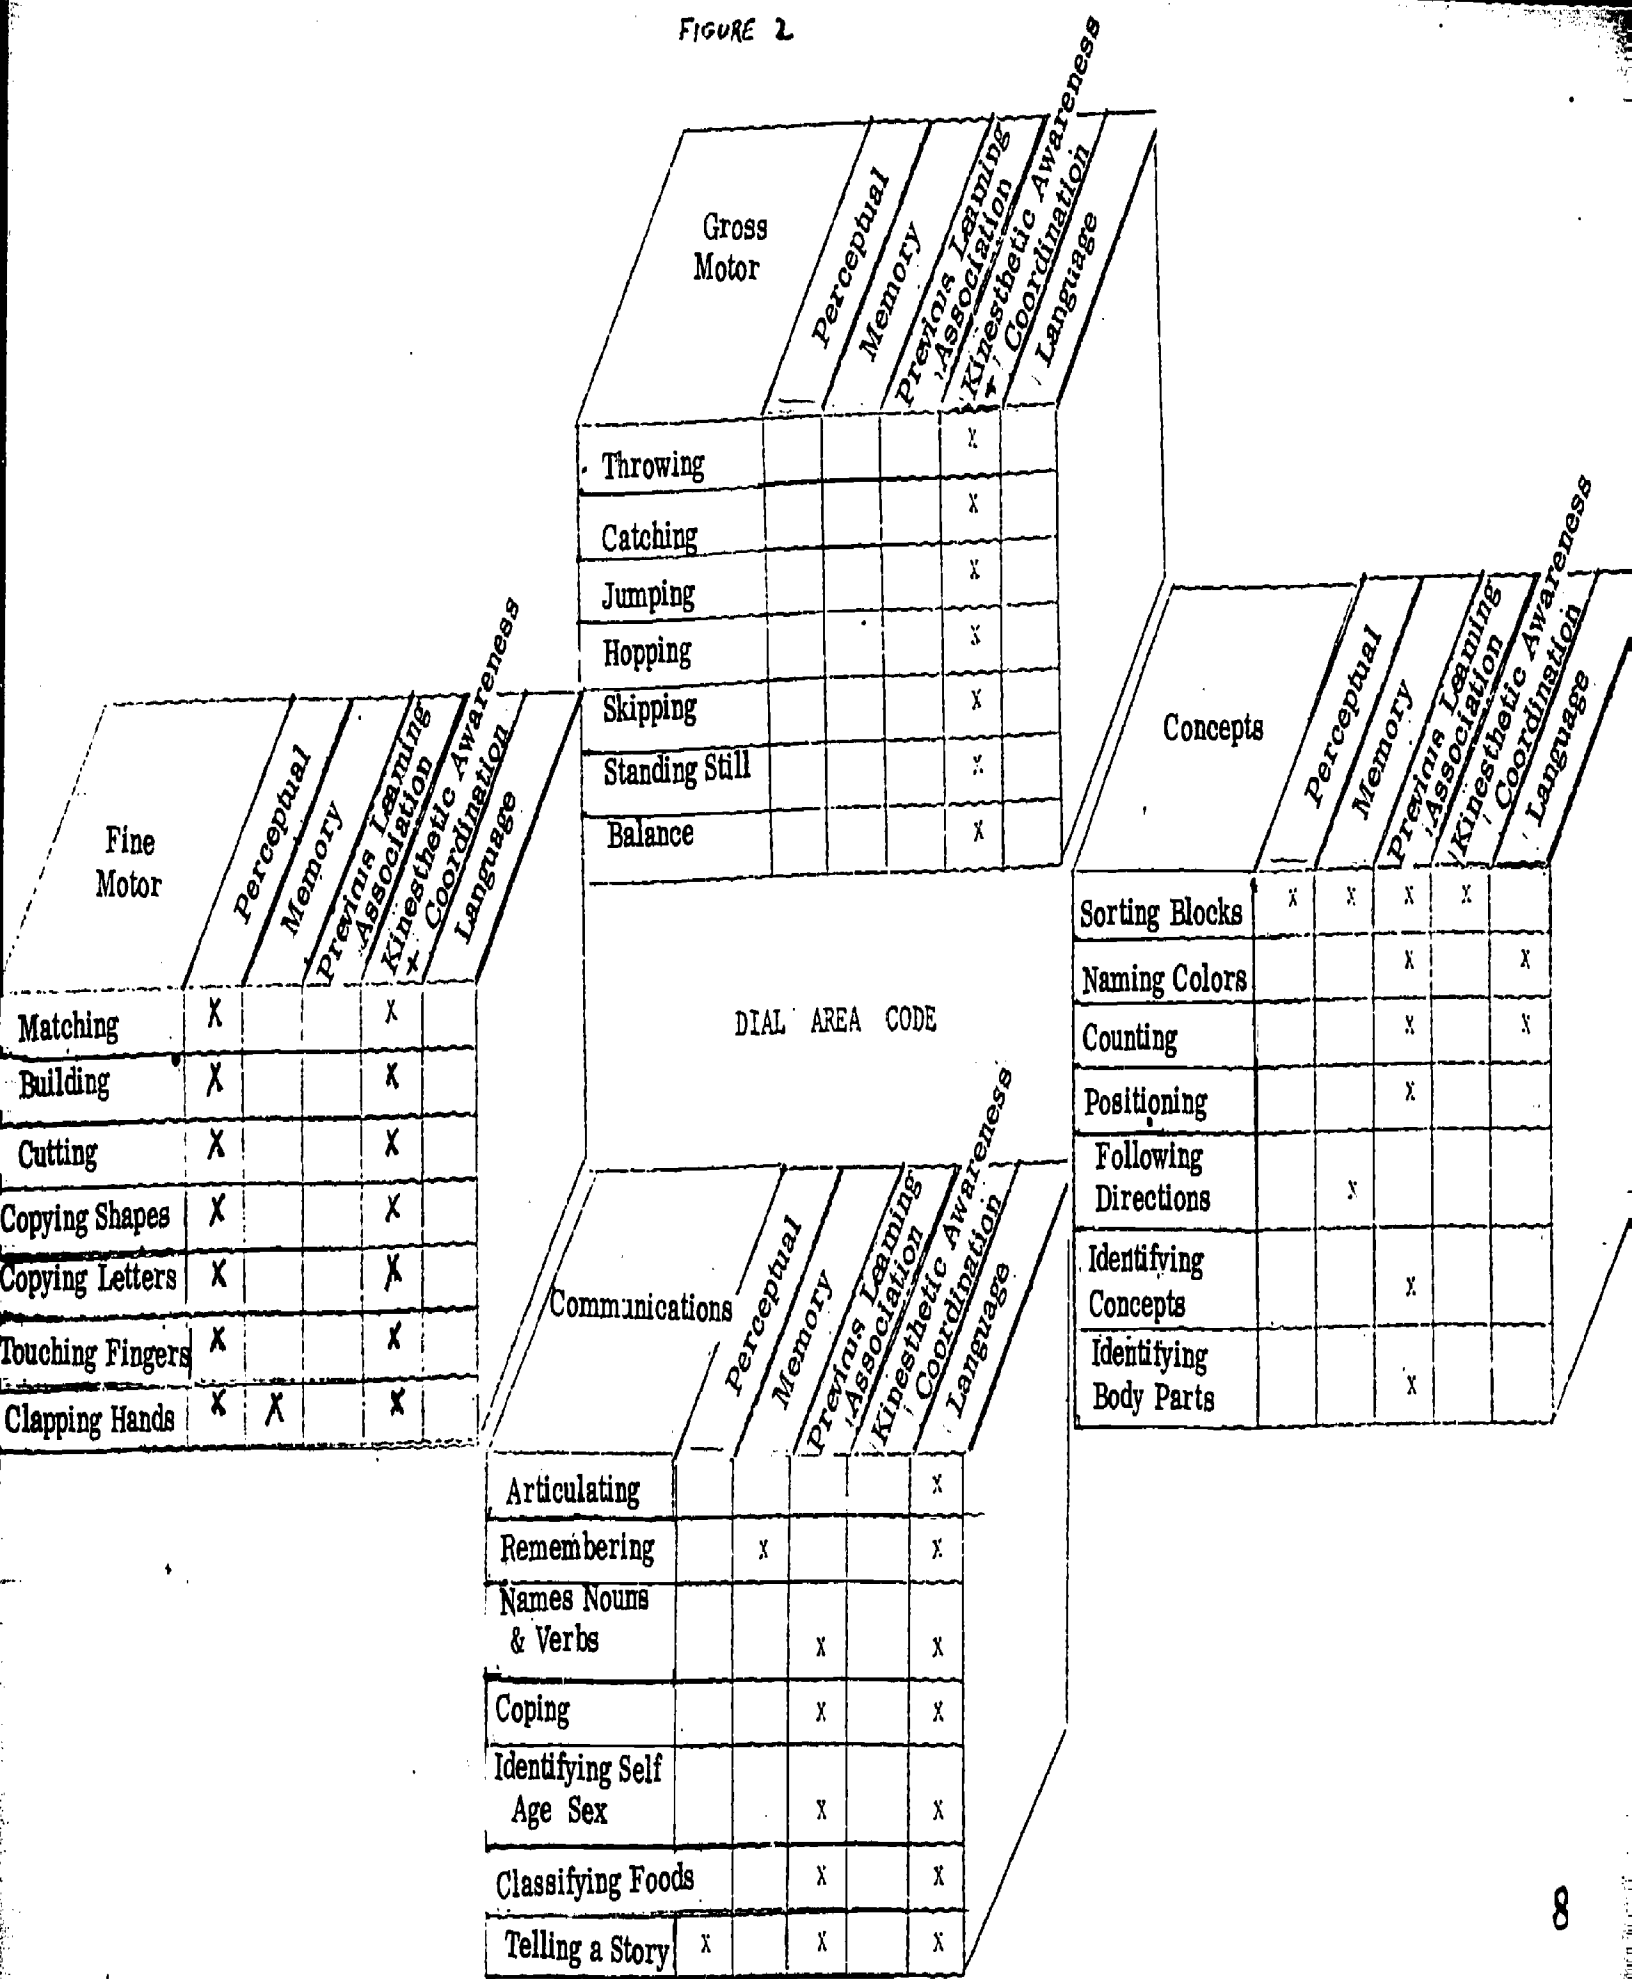 FIGURE 2
Gross
Motor
Perceptual
Memory
Previous Learning
Association
Kinesthetic Awareness
+ Coordination
Language
Throwing X
Catching X
Jumping X
Hopping X
Skipping X
Standing Still X
Balance X
Fine
Motor
Perceptual
Memory
Previous Learning
Association
Kinesthetic Awareness
+ Coordination
Language
Matching X X
Building X X
Cutting X X
Copying Shapes X X
Copying Letters X X
Touching Fingers X X
Clapping Hands X X X
DIAL AREA CODE
Concepts
Perceptual
Memory
Previous Learning
Association
Kinesthetic Awareness
Coordination
Language
Sorting Blocks X X X X
Naming Colors X X
Counting X X
Positioning X
Following
Directions X
Identifying
Concepts X
Identifying
Body Parts X
Communications
Perceptual
Memory
Previous Learning
Association
Kinesthetic Awareness
Coordination
Language
Articulating X
Remembering X X
Names Nouns
& Verbs X X
Coping X X
Identifying Self
Age Sex X X
Classifying Foods X X
Telling a Story X X X
8